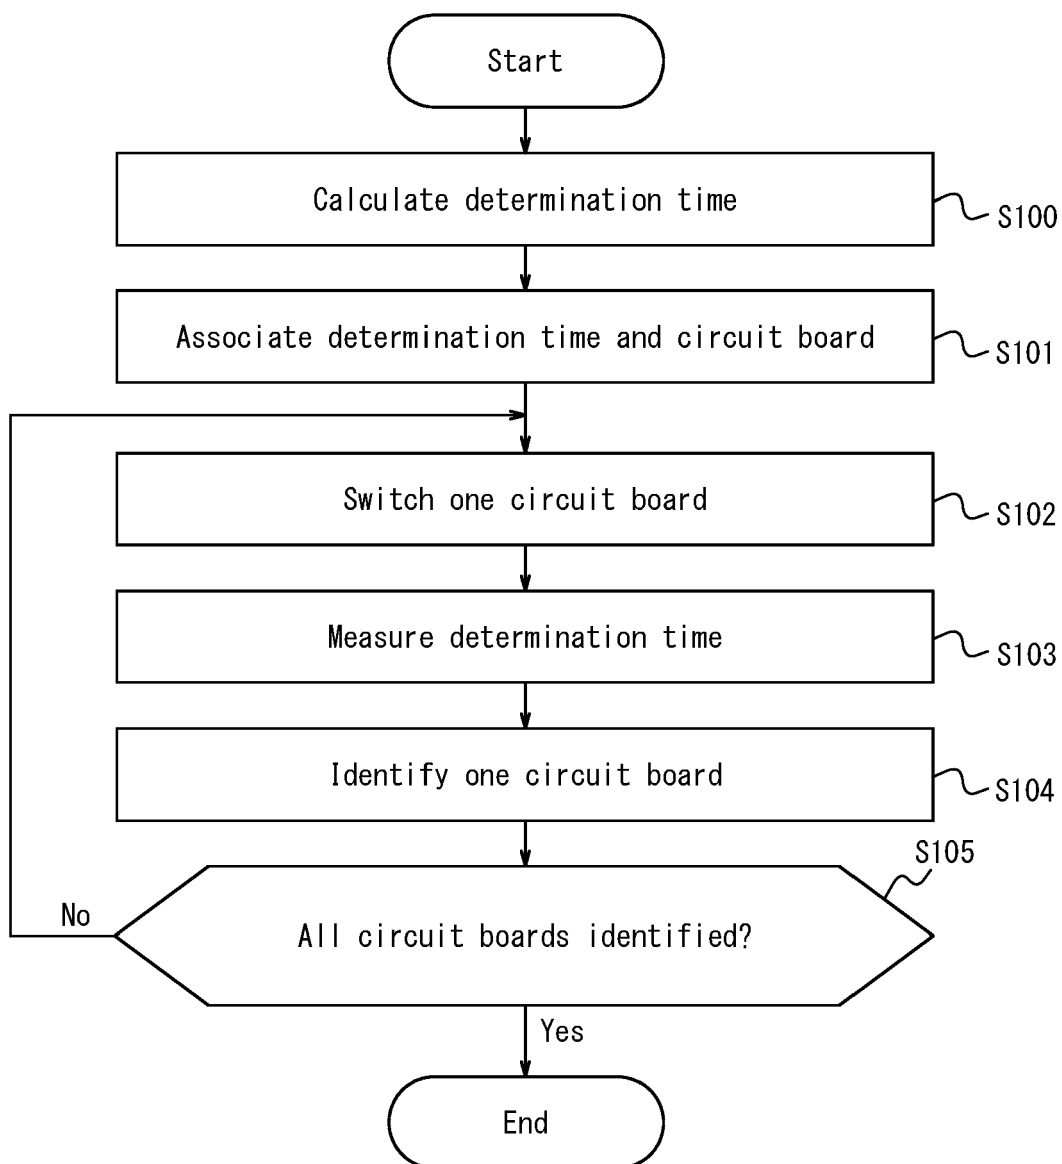 Start
Calculate determination time
S100
Associate determination time and circuit board
S101
Switch one circuit board
S102
Measure determination time
S103
Identify one circuit board
S104
S105
No
All circuit boards identified?
Yes
End